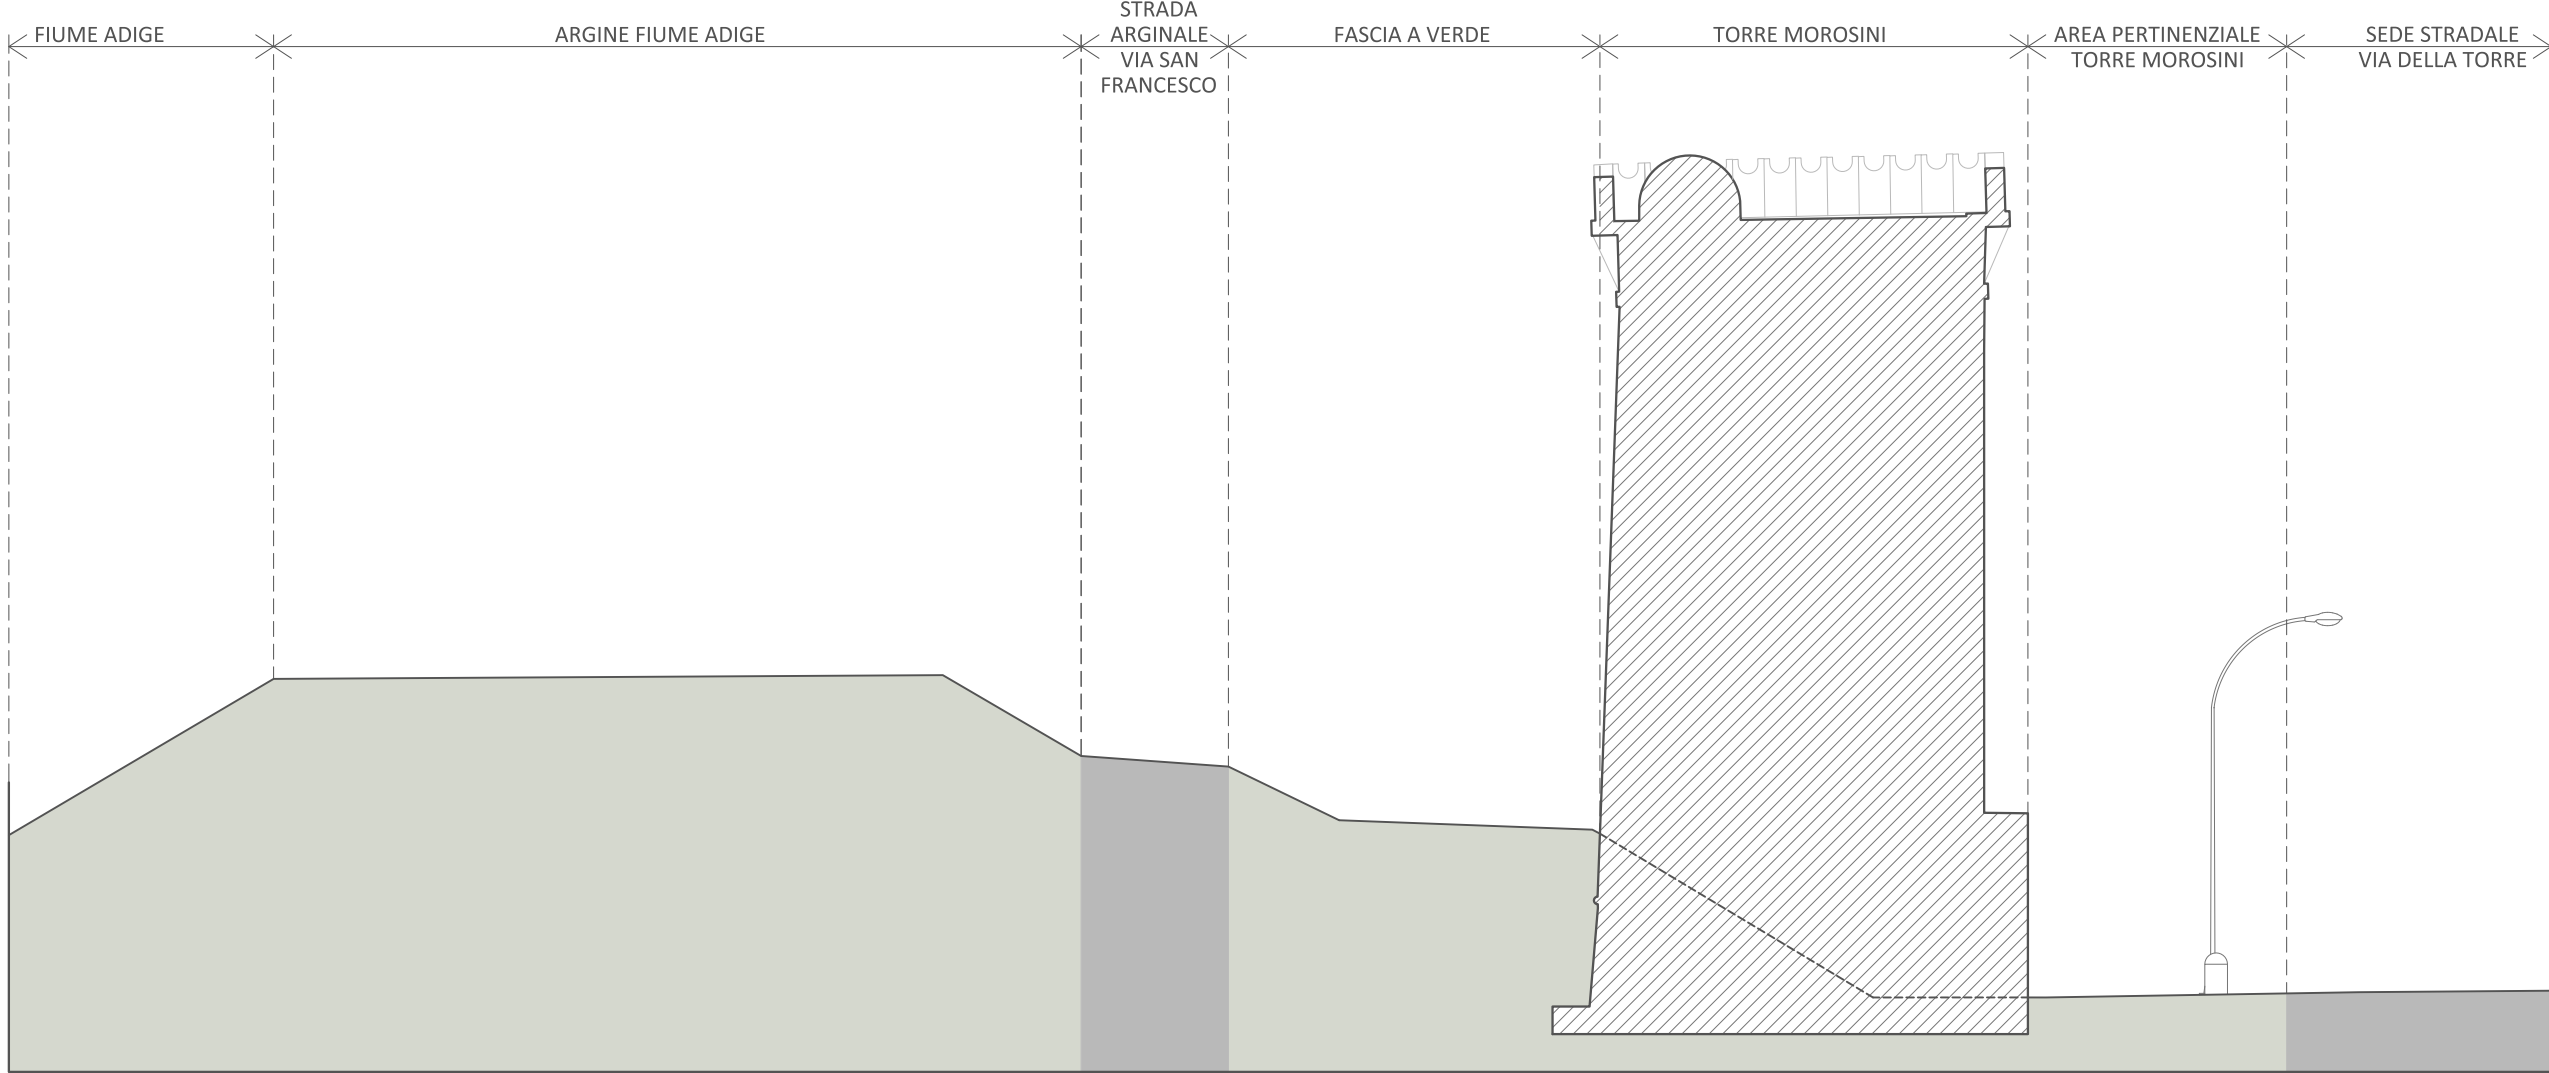 FIUME ADIGE
ARGINE FIUME ADIGE
STRADA
ARGINALE
VIA SAN
FRANCESCO
FASCIA A VERDE
TORRE MOROSINI
AREA PERTINENZIALE
TORRE MOROSINI
SEDE STRADALE
VIA DELLA TORRE